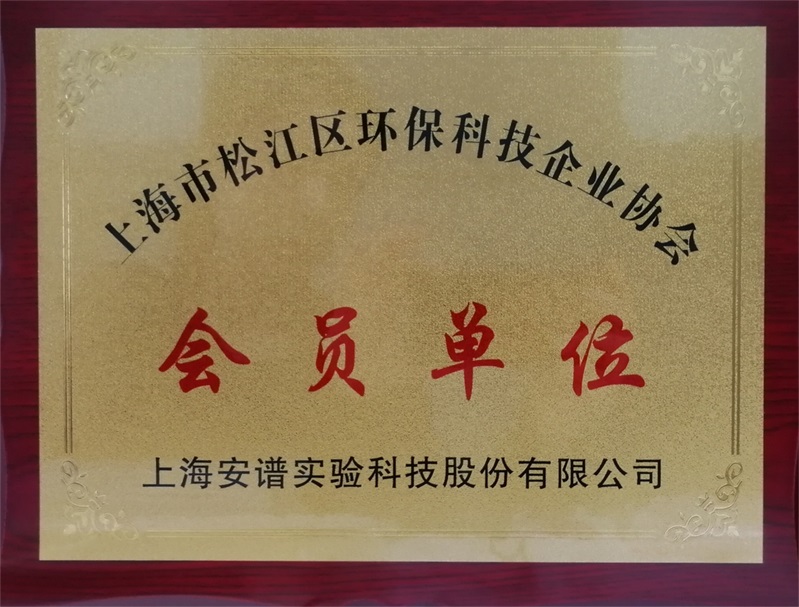 上海市松江区环保科技企业协会
会员单位
上海安谱实验科技股份有限公司